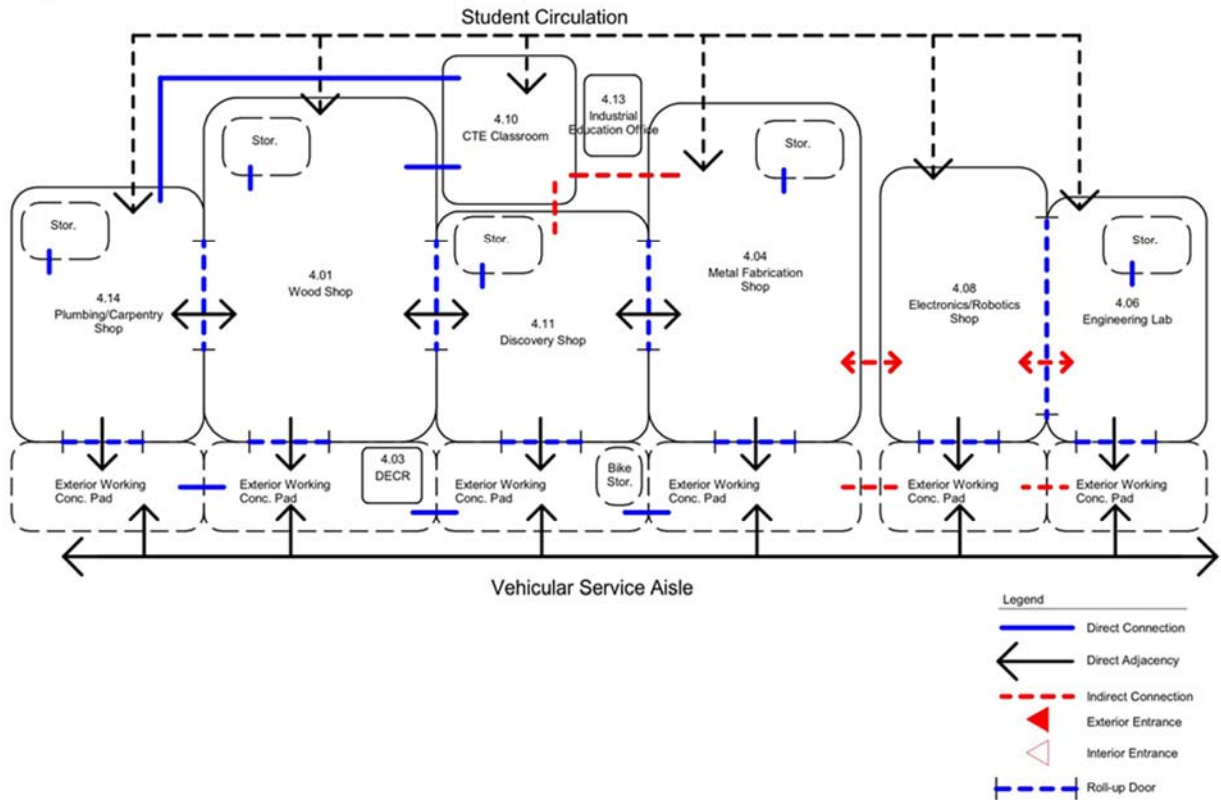 Student Circulation
4.10
CTE Classroom
4.13
Industrial
Education Office
Stor.
Stor.
Stor.
Stor.
Stor.
4.14
Plumbing/Carpentry
Shop
4.01
Wood Shop
4.11
Discovery Shop
4.04
Metal Fabrication
Shop
4.08
Electronics/Robotics
Shop
4.06
Engineering Lab
Exterior Working
Conc. Pad
Exterior Working
Conc. Pad
4.03
DECR
Exterior Working
Conc. Pad
Bike
Stor.
Exterior Working
Conc. Pad
Exterior Working
Conc. Pad
Exterior Working
Conc. Pad
Vehicular Service Aisle
Legend
Direct Connection
Direct Adjacency
Indirect Connection
Exterior Entrance
Interior Entrance
Roll-up Door